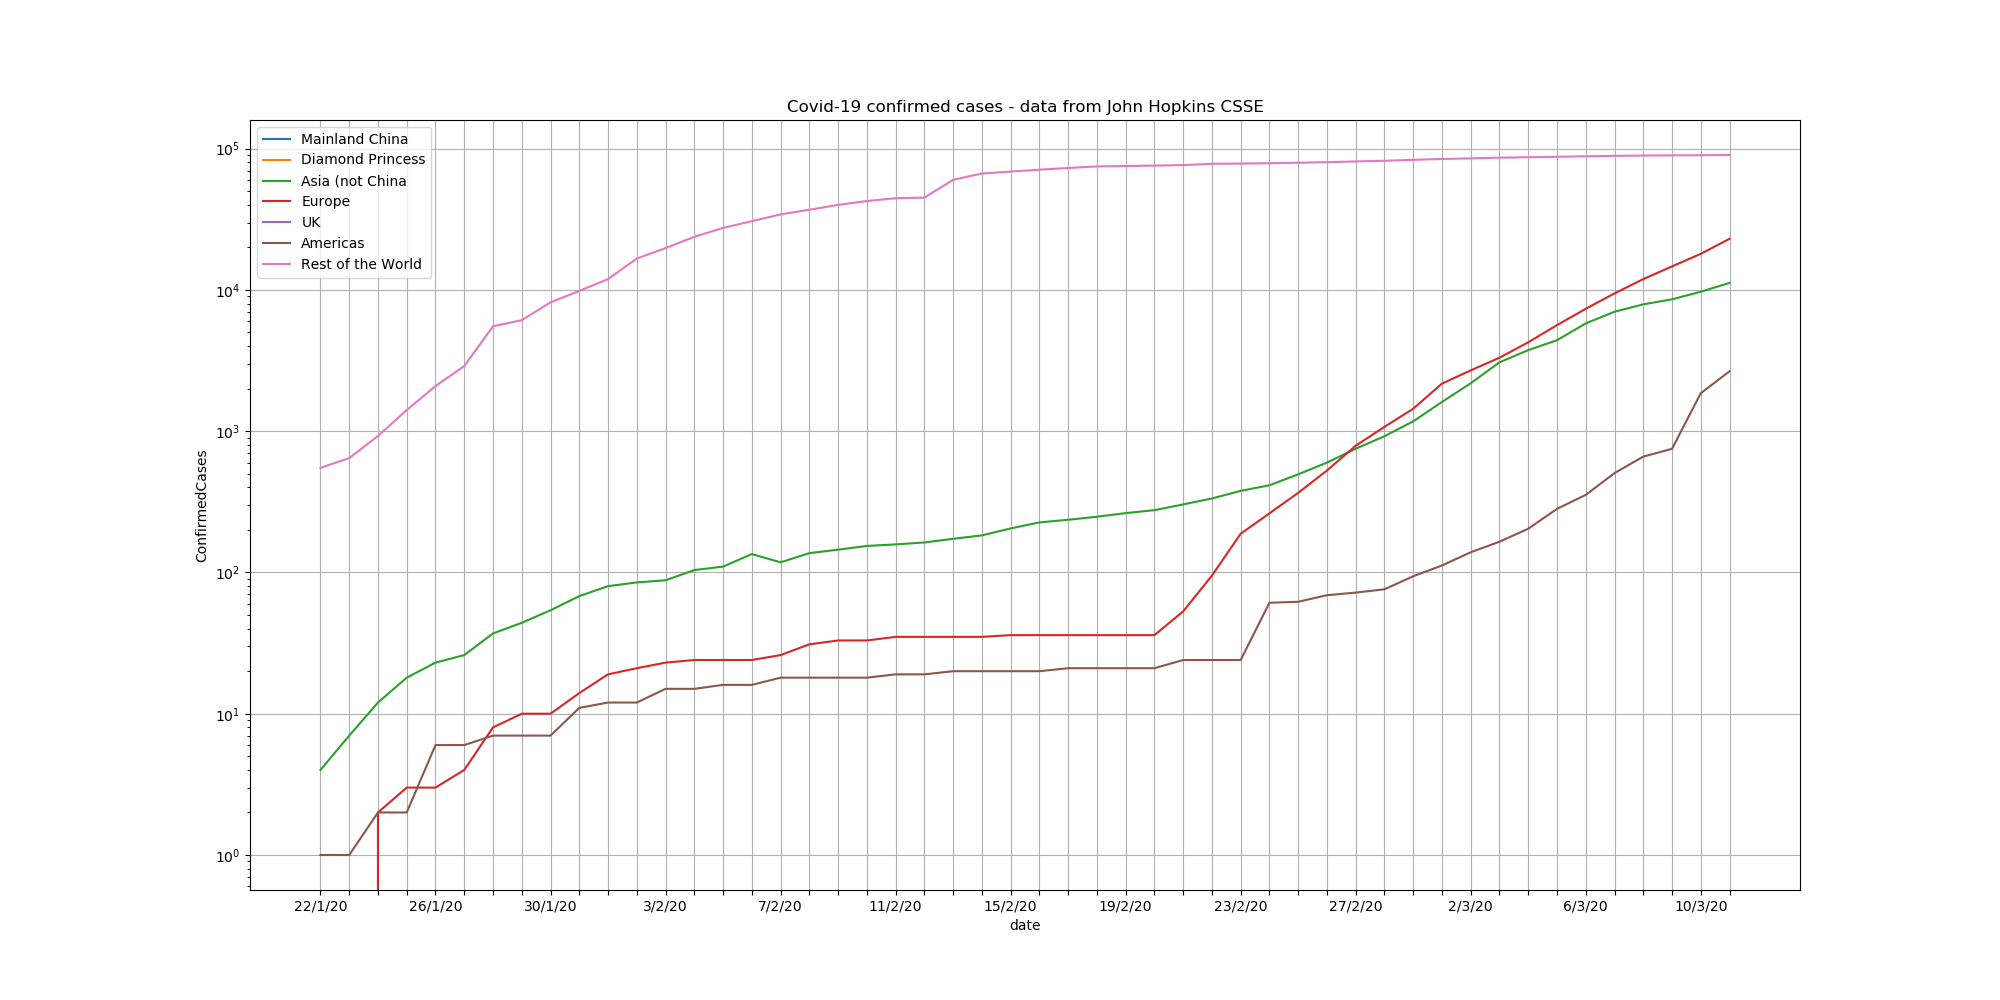 Covid-19 confirmed cases - data from John Hopkins CSSE
Mainland China
Diamond Princess
Asia (not China
Europe
UK
Americas
Rest of the World
10^5
10^4
10^3
10^2
10^1
10^0
ConfirmedCases
22/1/20 26/1/20 30/1/20 3/2/20 7/2/20 11/2/20 15/2/20 19/2/20 23/2/20 27/2/20 2/3/20 6/3/20 10/3/20
date